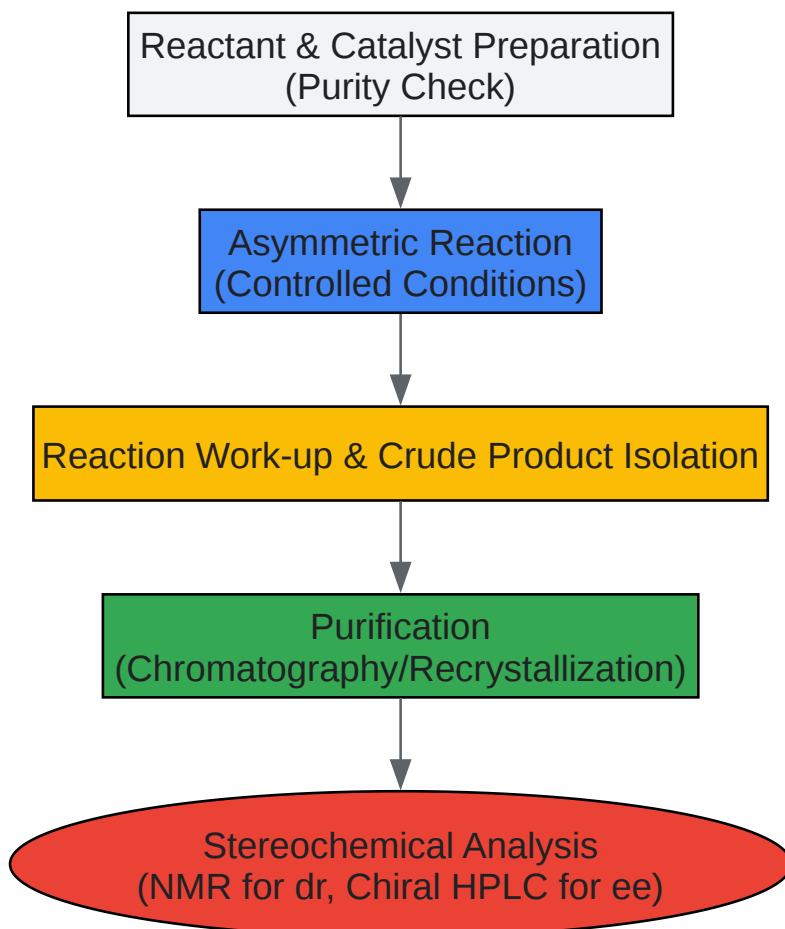 Reactant & Catalyst Preparation
(Purity Check)
Asymmetric Reaction
(Controlled Conditions)
Reaction Work-up & Crude Product Isolation
Purification
(Chromatography/Recrystallization)
Stereochemical Analysis
(NMR for dr, Chiral HPLC for ee)